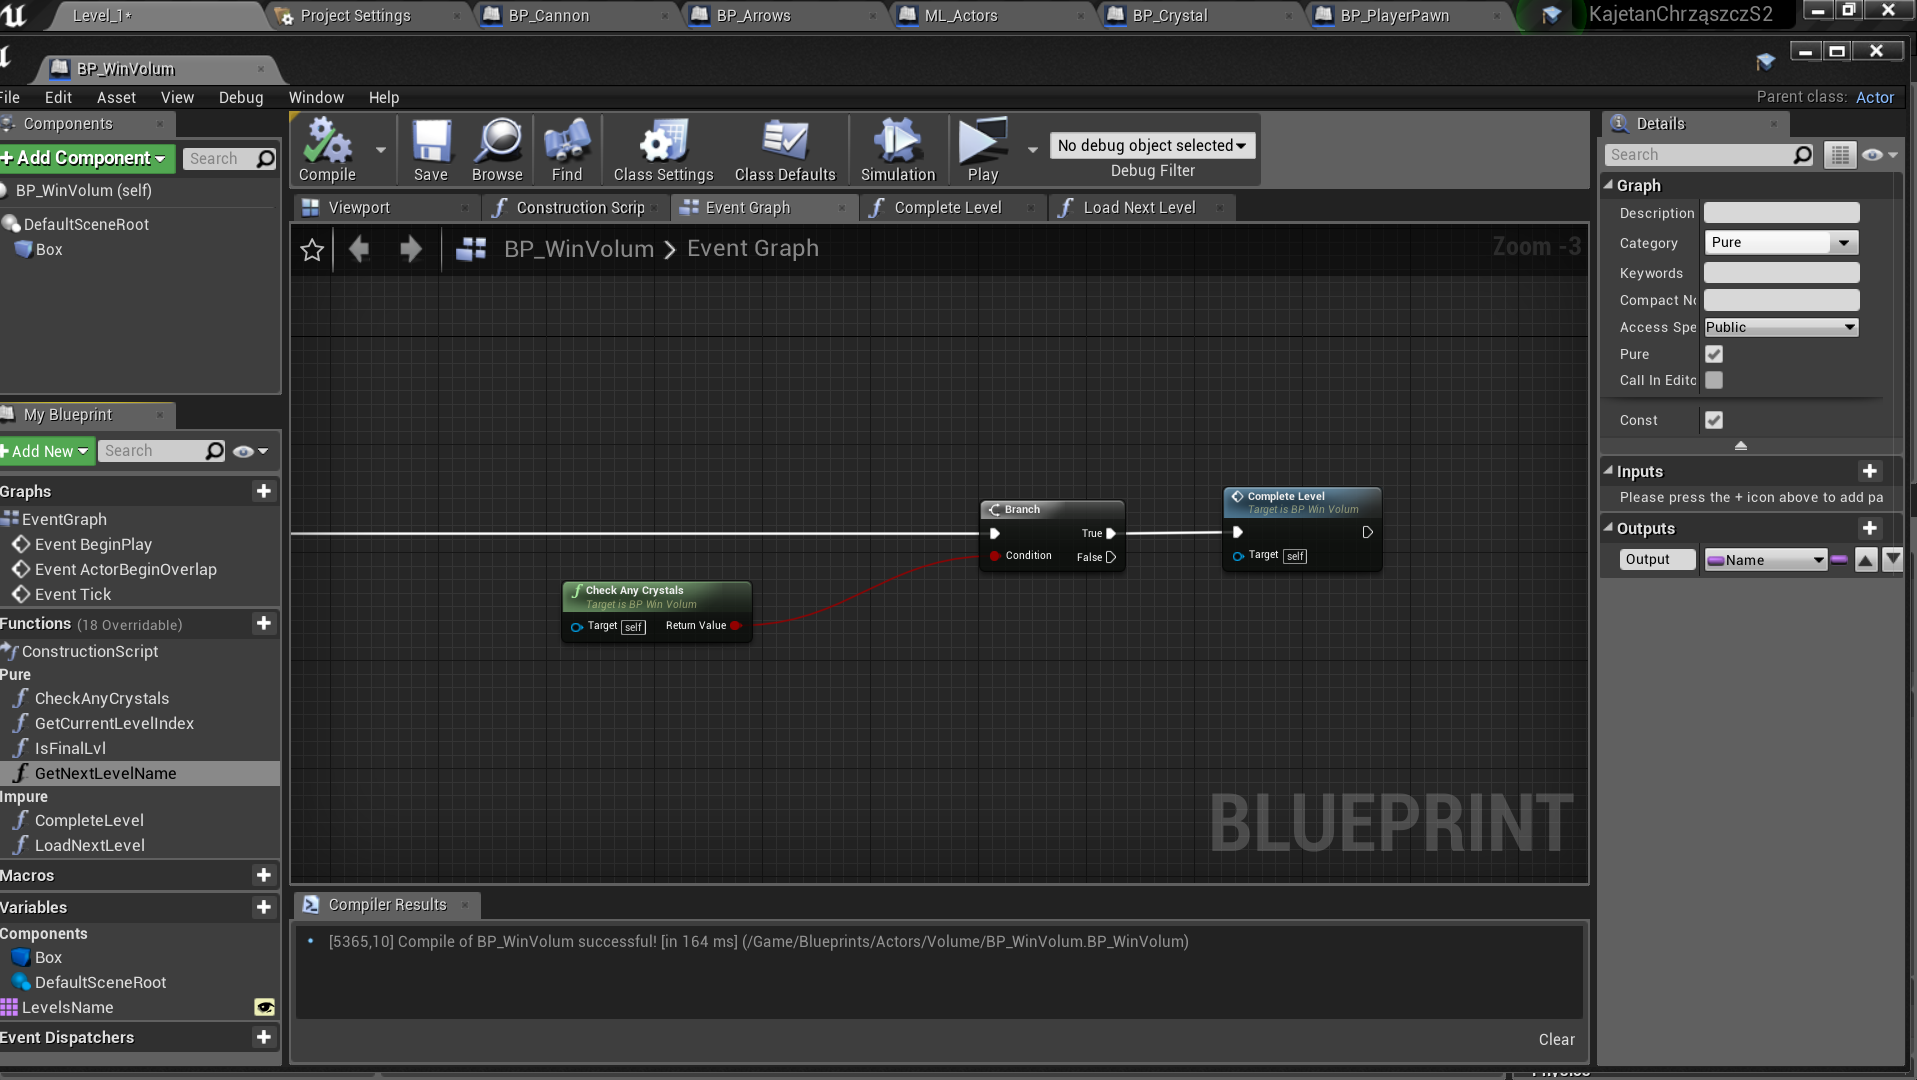 Level_1*
Project Settings
BP_Cannon
BP_Arrows
ML_Actors
BP_Crystal
BP_PlayerPawn
KajetanChrząszczS2
BP_WinVolum
File Edit Asset View Debug Window Help
Parent class: Actor
Components
Add Component
Search
BP_WinVolum (self)
DefaultSceneRoot
Box
Compile
Save
Browse
Find
Class Settings
Class Defaults
Simulation
Play
No debug object selected
Debug Filter
Viewport
Construction Scrip
Event Graph
Complete Level
Load Next Level
BP_WinVolum > Event Graph
Zoom -3
My Blueprint
Add New
Search
Graphs
EventGraph
Event BeginPlay
Event ActorBeginOverlap
Event Tick
Functions (18 Overridable)
ConstructionScript
Pure
CheckAnyCrystals
GetCurrentLevelIndex
IsFinalLvl
GetNextLevelName
Impure
CompleteLevel
LoadNextLevel
Macros
Variables
Components
Box
DefaultSceneRoot
LevelsName
Event Dispatchers
Check Any Crystals
Target is BP Win Volum
Target self
Return Value
Branch
True
Condition
False
Complete Level
Target is BP Win Volum
Target self
BLUEPRINT
Compiler Results
[5365,10] Compile of BP_WinVolum successful! [in 164 ms] (/Game/Blueprints/Actors/Volume/BP_WinVolum.BP_WinVolum)
Clear
Details
Search
Graph
Description
Category Pure
Keywords
Compact No
Access Spe Public
Pure
Call In Edito
Const
Inputs
Please press the + icon above to add pa
Outputs
Output Name
Physics